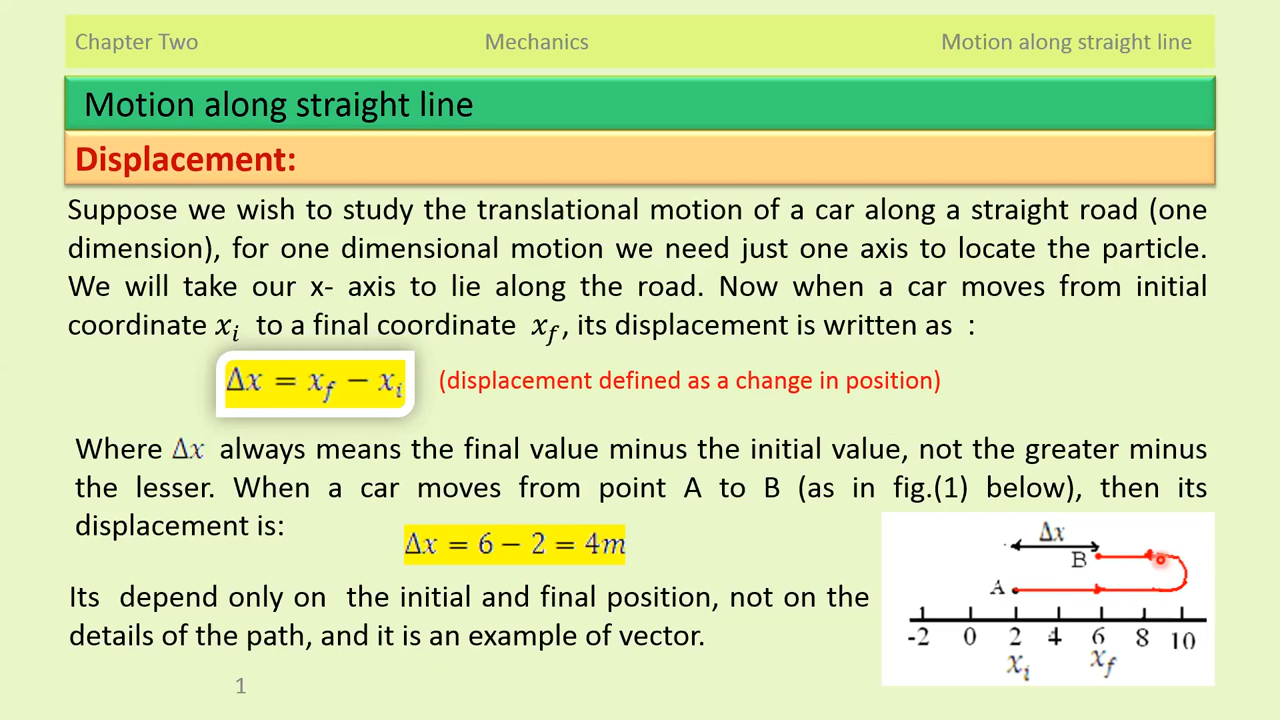 Chapter Two Mechanics Motion along straight line
Motion along straight line
Displacement:
Suppose we wish to study the translational motion of a car along a straight road (one
dimension), for one dimensional motion we need just one axis to locate the particle.
We will take our x- axis to lie along the road. Now when a car moves from initial
coordinate xᵢ to a final coordinate x_f, its displacement is written as :
Δx = x_f − xᵢ (displacement defined as a change in position)
Where Δx always means the final value minus the initial value, not the greater minus
the lesser. When a car moves from point A to B (as in fig.(1) below), then its
displacement is:
Δx = 6 − 2 = 4m
Its depend only on the initial and final position, not on the
details of the path, and it is an example of vector.
Δx
B
A
-2 0 2 4 6 8 10
xᵢ x_f
1